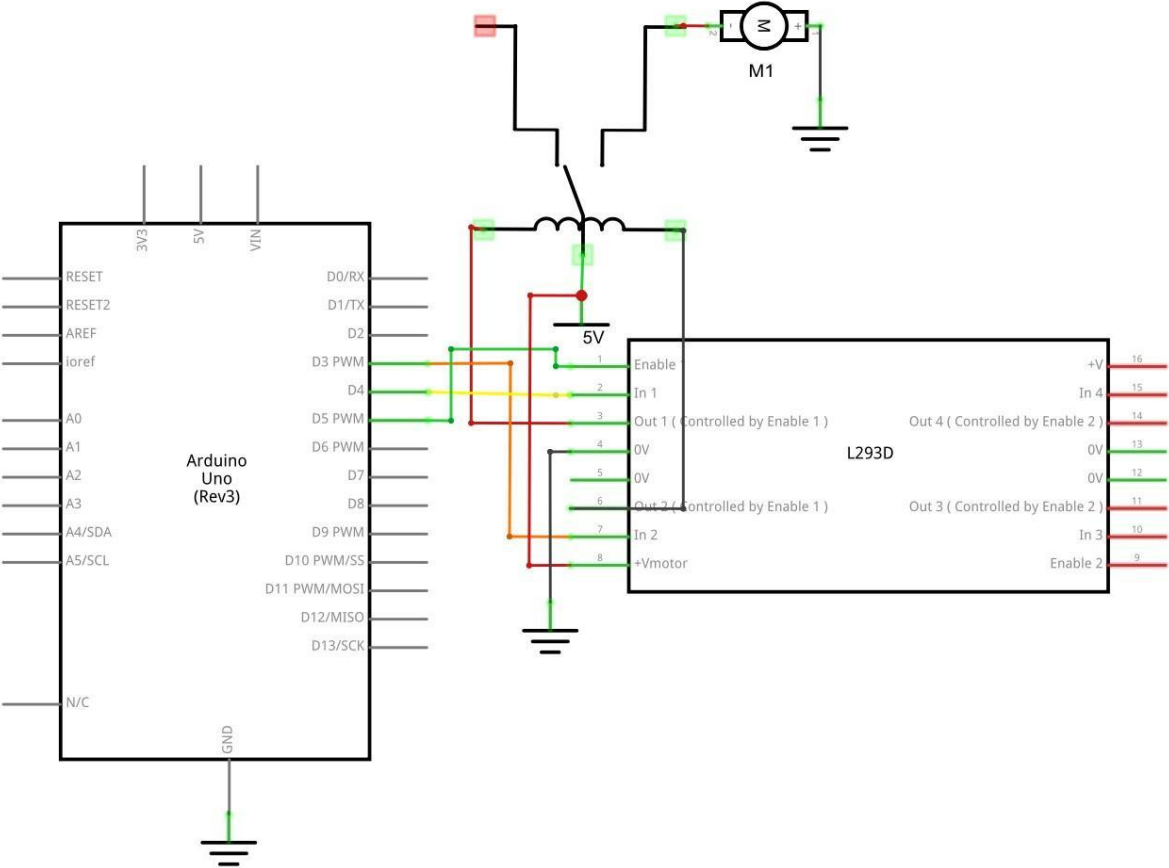 M
-
+
2
1
M1
3V3
5V
VIN
RESET
RESET2
AREF
ioref
A0
A1
A2
A3
A4/SDA
A5/SCL
N/C
D0/RX
D1/TX
D2
D3 PWM
D4
D5 PWM
D6 PWM
D7
D8
D9 PWM
D10 PWM/SS
D11 PWM/MOSI
D12/MISO
D13/SCK
GND
Arduino
Uno
(Rev3)
5V
1 Enable
2 In 1
3 Out 1 ( Controlled by Enable 1 )
4 0V
5 0V
6 Out 2 ( Controlled by Enable 1 )
7 In 2
8 +Vmotor
L293D
+V 16
In 4 15
Out 4 ( Controlled by Enable 2 ) 14
0V 13
0V 12
Out 3 ( Controlled by Enable 2 ) 11
In 3 10
Enable 2 9